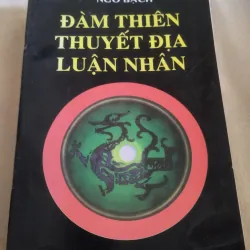 NGÔ BẠCH
ĐÀM THIÊN
THUYẾT ĐỊA
LUẬN NHÂN